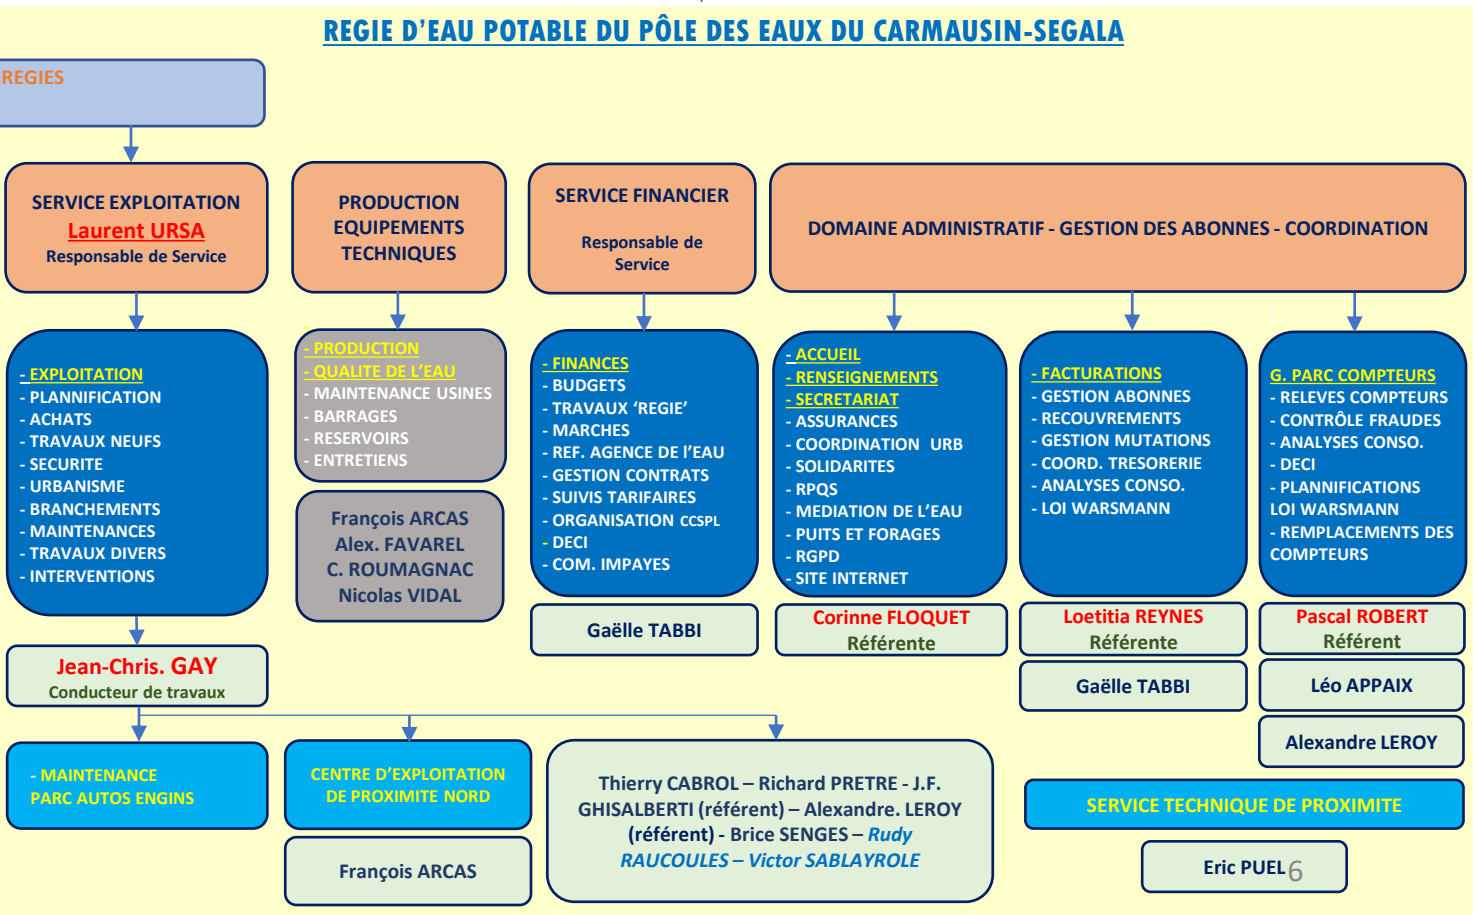 REGIE D’EAU POTABLE DU PÔLE DES EAUX DU CARMAUSIN-SEGALA
REGIES
SERVICE EXPLOITATION
Laurent URSA
Responsable de Service
PRODUCTION
EQUIPEMENTS
TECHNIQUES
SERVICE FINANCIER
Responsable de
Service
DOMAINE ADMINISTRATIF - GESTION DES ABONNES - COORDINATION
- EXPLOITATION
- PLANNIFICATION
- ACHATS
- TRAVAUX NEUFS
- SECURITE
- URBANISME
- BRANCHEMENTS
- MAINTENANCES
- TRAVAUX DIVERS
- INTERVENTIONS
- PRODUCTION
- QUALITE DE L’EAU
- MAINTENANCE USINES
- BARRAGES
- RESERVOIRS
- ENTRETIENS
François ARCAS
Alex. FAVAREL
C. ROUMAGNAC
Nicolas VIDAL
- FINANCES
- BUDGETS
- TRAVAUX ‘REGIE’
- MARCHES
- REF. AGENCE DE l’EAU
- GESTION CONTRATS
- SUIVIS TARIFAIRES
- ORGANISATION CCSPL
- DECI
- COM. IMPAYES
Gaëlle TABBI
- ACCUEIL
- RENSEIGNEMENTS
- SECRETARIAT
- ASSURANCES
- COORDINATION URB
- SOLIDARITES
- RPQS
- MEDIATION DE L’EAU
- PUITS ET FORAGES
- RGPD
- SITE INTERNET
Corinne FLOQUET
Référente
- FACTURATIONS
- GESTION ABONNES
- RECOUVREMENTS
- GESTION MUTATIONS
- COORD. TRESORERIE
- ANALYSES CONSO.
- LOI WARSMANN
Loetitia REYNES
Référente
Gaëlle TABBI
G. PARC COMPTEURS
- RELEVES COMPTEURS
- CONTRÔLE FRAUDES
- ANALYSES CONSO.
- DECI
- PLANNIFICATIONS
LOI WARSMANN
- REMPLACEMENTS DES
COMPTEURS
Pascal ROBERT
Référent
Léo APPAIX
Alexandre LEROY
Jean-Chris. GAY
Conducteur de travaux
- MAINTENANCE
PARC AUTOS ENGINS
CENTRE D’EXPLOITATION
DE PROXIMITE NORD
François ARCAS
Thierry CABROL – Richard PRETRE - J.F.
GHISALBERTI (référent) – Alexandre. LEROY
(référent) - Brice SENGES – Rudy
RAUCOULES – Victor SABLAYROLE
SERVICE TECHNIQUE DE PROXIMITE
Eric PUEL
6